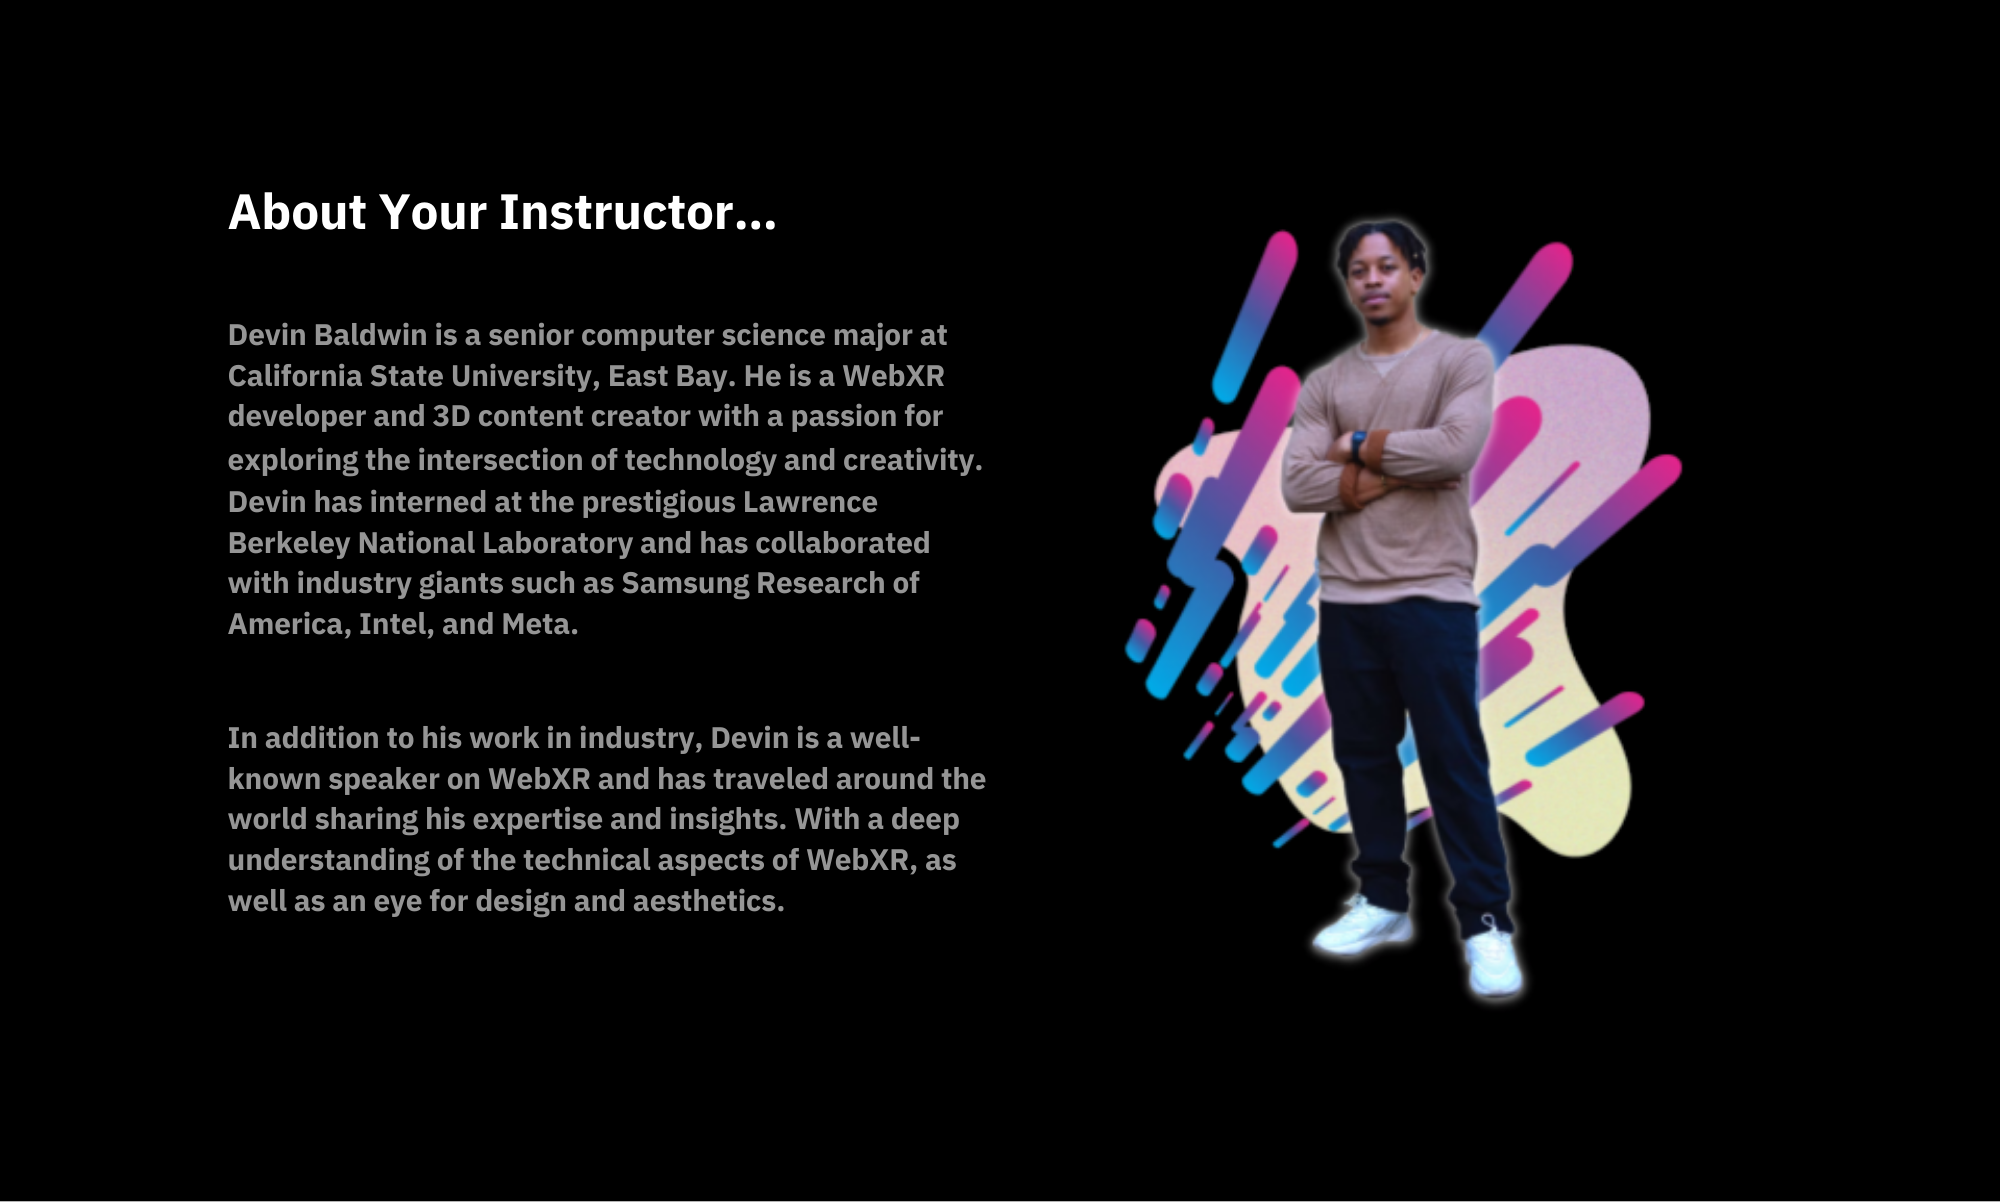 About Your Instructor...
Devin Baldwin is a senior computer science major at
California State University, East Bay. He is a WebXR
developer and 3D content creator with a passion for
exploring the intersection of technology and creativity.
Devin has interned at the prestigious Lawrence
Berkeley National Laboratory and has collaborated
with industry giants such as Samsung Research of
America, Intel, and Meta.
In addition to his work in industry, Devin is a well-
known speaker on WebXR and has traveled around the
world sharing his expertise and insights. With a deep
understanding of the technical aspects of WebXR, as
well as an eye for design and aesthetics.